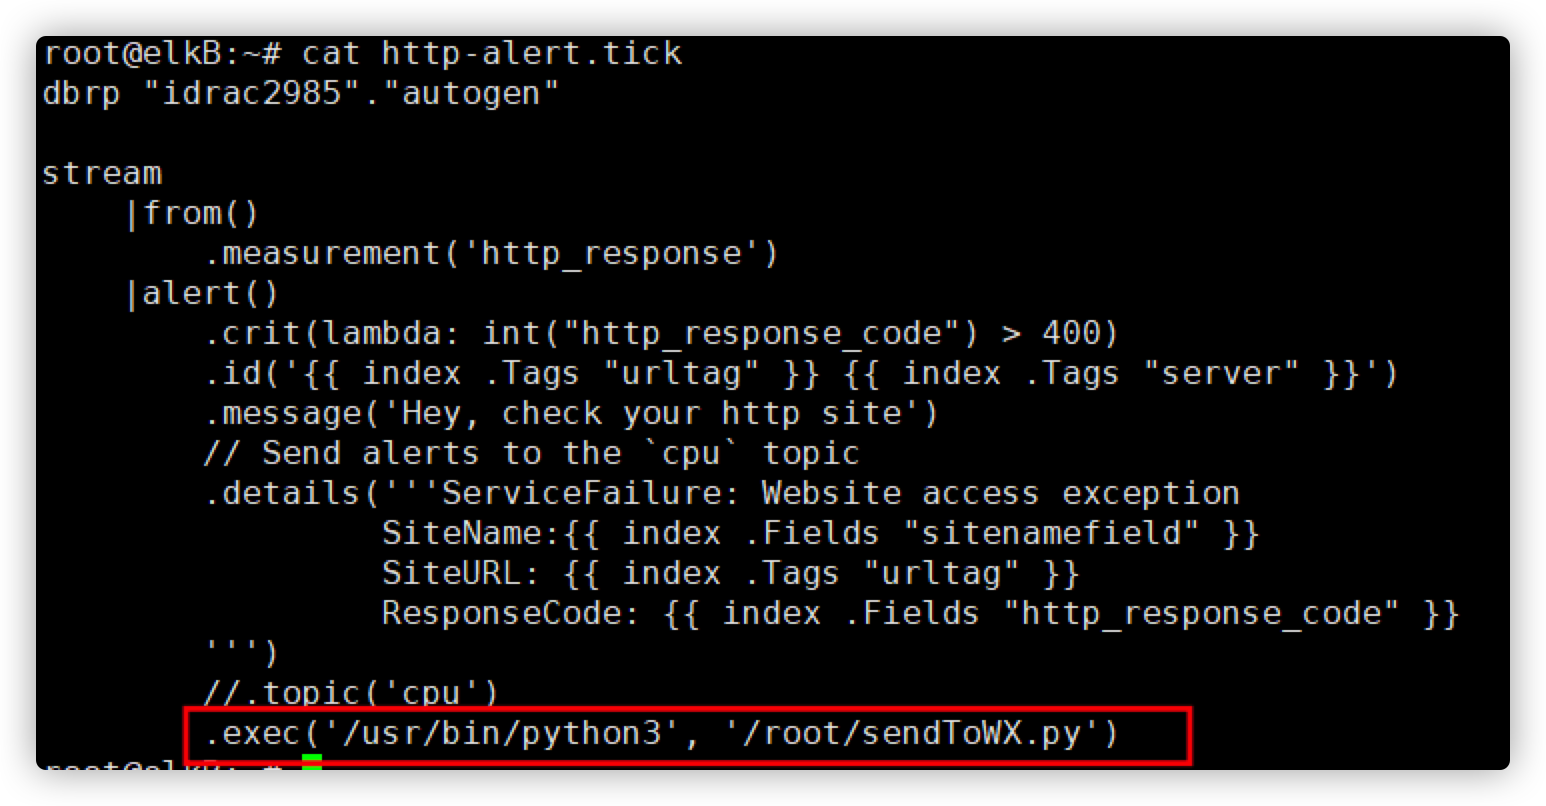 root@elkB:~# cat http-alert.tick
dbrp "idrac2985"."autogen"
stream
|from()
.measurement('http_response')
|alert()
.crit(lambda: int("http_response_code") > 400)
.id('{{ index .Tags "urltag" }} {{ index .Tags "server" }}')
.message('Hey, check your http site')
// Send alerts to the `cpu` topic
.details('''ServiceFailure: Website access exception
SiteName:{{ index .Fields "sitenamefield" }}
SiteURL: {{ index .Tags "urltag" }}
ResponseCode: {{ index .Fields "http_response_code" }}
''')
//.topic('cpu')
.exec('/usr/bin/python3', '/root/sendToWX.py')
root@elkB:~#